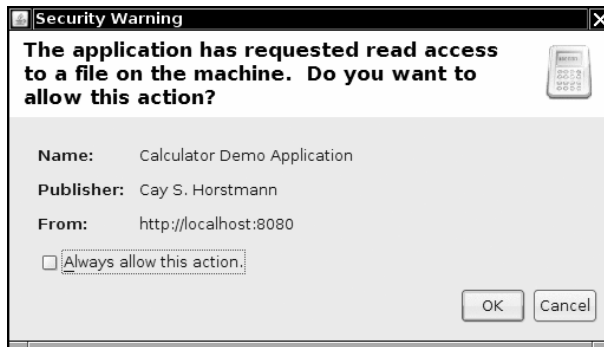 Security Warning
The application has requested read access
to a file on the machine.  Do you want to
allow this action?
Name: Calculator Demo Application
Publisher: Cay S. Horstmann
From: http://localhost:8080
Always allow this action.
OK Cancel